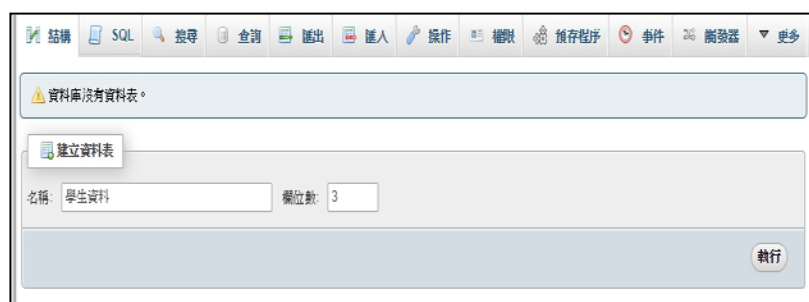 結構 SQL 搜尋 查詢 匯出 匯入 操作 權限 預存程序 事件 觸發器 ▼ 更多
資料庫沒有資料表。
建立資料表
名稱: 學生資料 欄位數: 3
執行